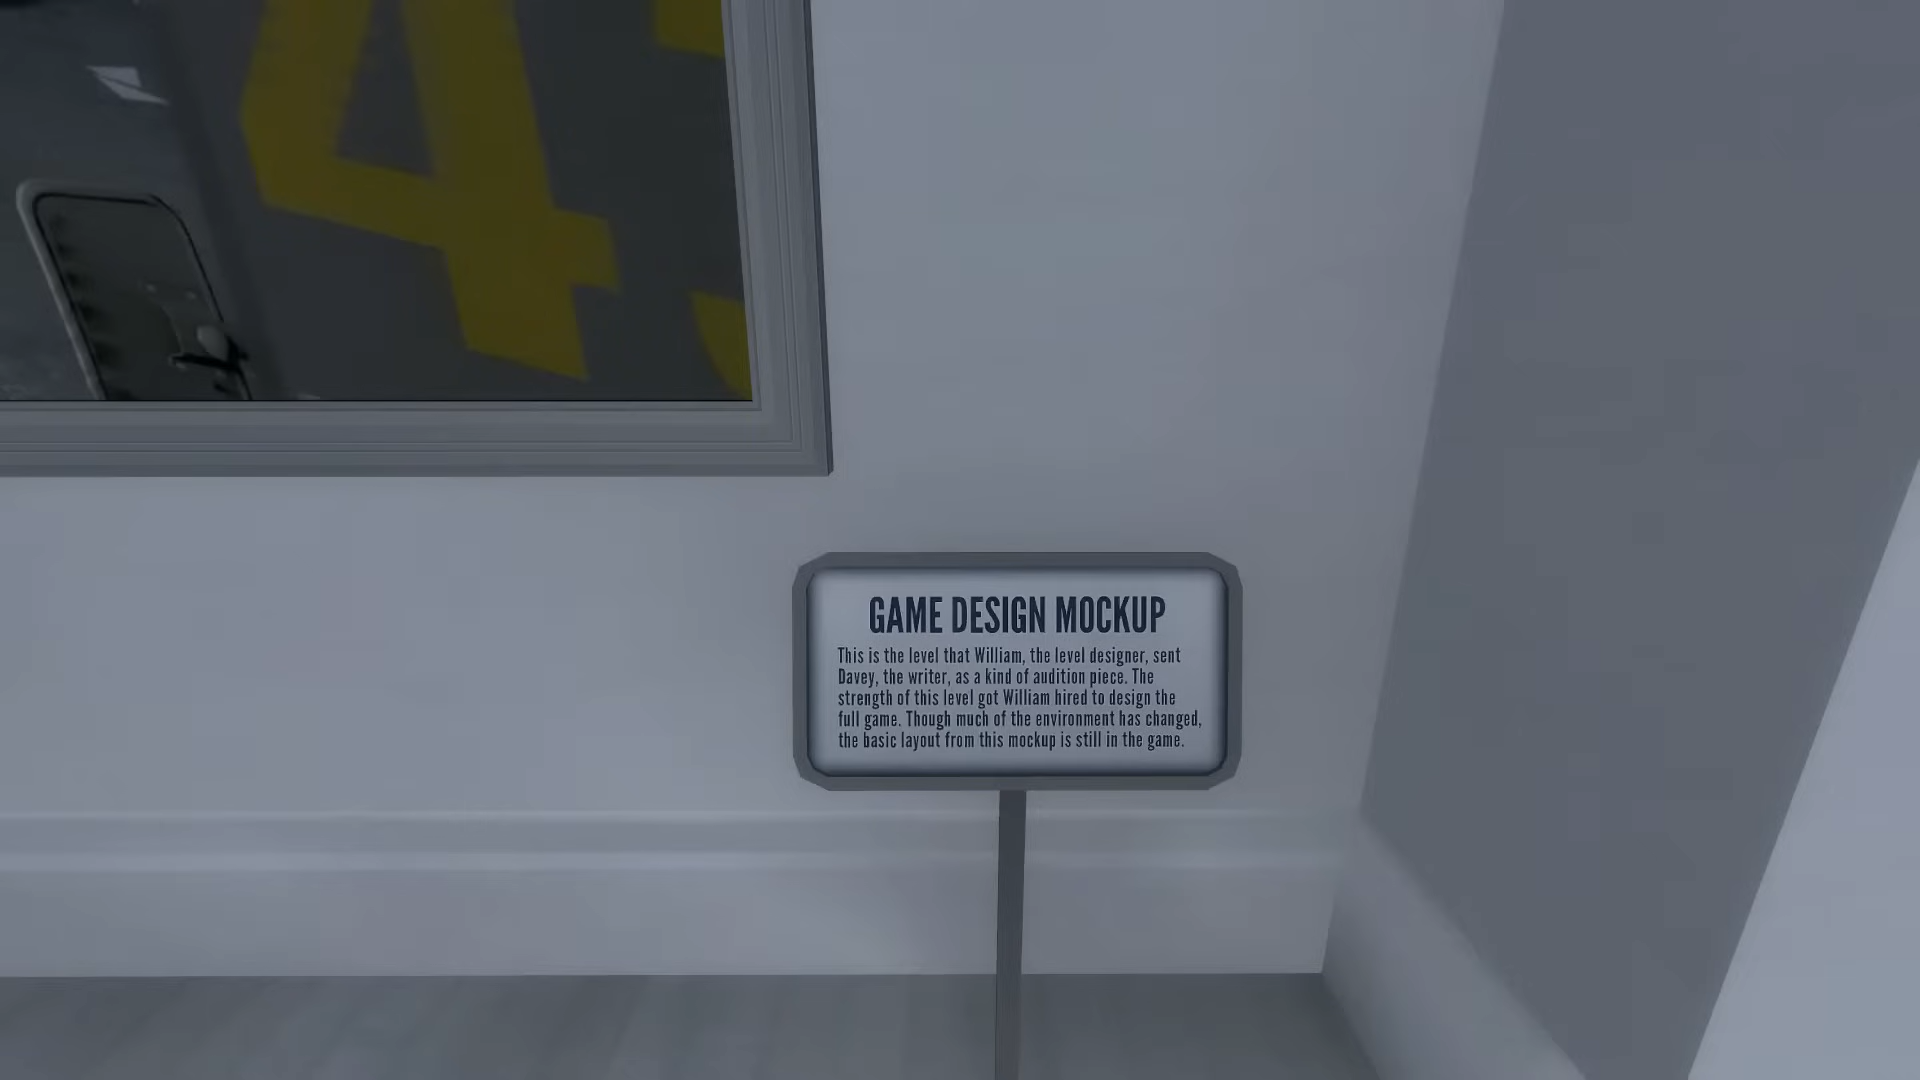 4
GAME DESIGN MOCKUP
This is the level that William, the level designer, sent
Davey, the writer, as a kind of audition piece. The
strength of this level got William hired to design the
full game. Though much of the environment has changed,
the basic layout from this mockup is still in the game.